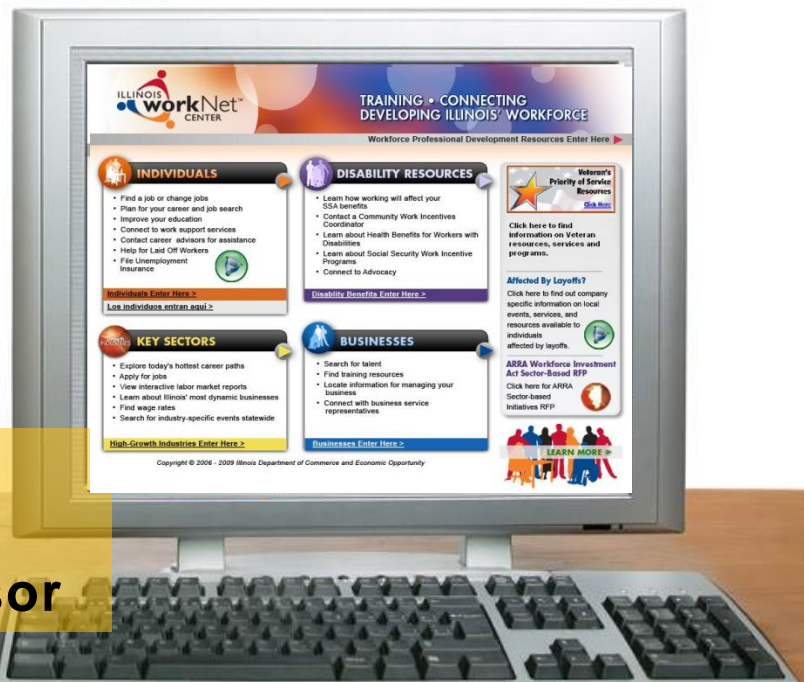 ILLINOIS
workNet™
CENTER
TRAINING • CONNECTING
DEVELOPING ILLINOIS' WORKFORCE
Workforce Professional Development Resources Enter Here
INDIVIDUALS
• Find a job or change jobs
• Plan for your career and job search
• Improve your education
• Connect to work support services
• Contact career advisors for assistance
• Help for Laid Off Workers
• File Unemployment
Insurance
Individuals Enter Here >
Los individuos entran aquí >
DISABILITY RESOURCES
• Learn how working will affect your
SSA benefits
• Contact a Community Work Incentives
Coordinator
• Learn about Health Benefits for Workers with
Disabilities
• Learn about Social Security Work Incentive
Programs
• Connect to Advocacy
Disablity Benefits Enter Here >
KEY SECTORS
• Explore today's hottest career paths
• Apply for jobs
• View interactive labor market reports
• Learn about Illinois' most dynamic businesses
• Find wage rates
• Search for industry-specific events statewide
High-Growth Industries Enter Here >
BUSINESSES
• Search for talent
• Find training resources
• Locate information for managing your
business
• Connect with business service
representatives
Businesses Enter Here >
Veteran's
Priority of Service
Resources
Click Here
Click here to find
information on Veteran
resources, services and
programs.
Affected By Layoffs?
Click here to find out company
specific information on local
events, services, and
resources available to
individuals
affected by layoffs.
ARRA Workforce Investment
Act Sector-Based RFP
Click here for ARRA
Sector-based
Initiatives RFP
LEARN MORE
Copyright © 2006 - 2009 Illinois Department of Commerce and Economic Opportunity
sor